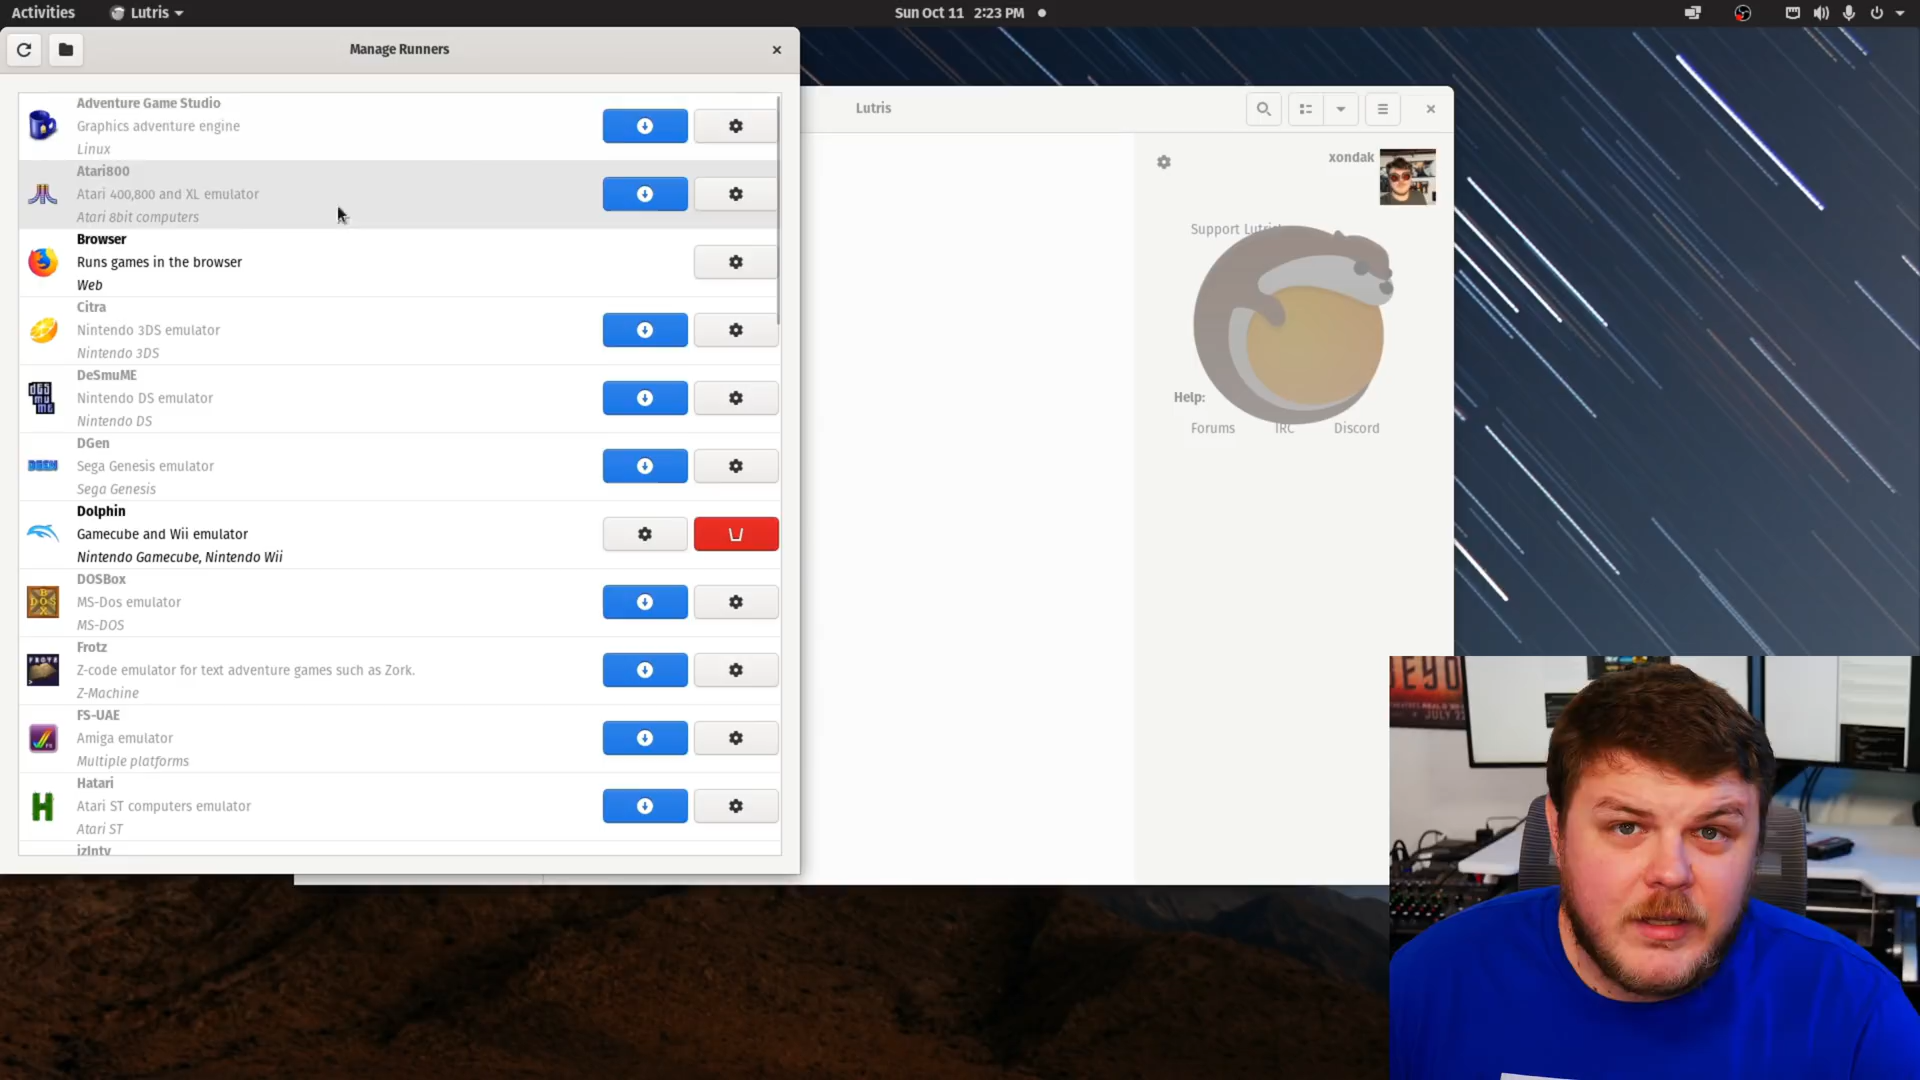 Activities
Lutris
Sun Oct 11 2:23 PM
Manage Runners
Adventure Game Studio
Graphics adventure engine
Linux
Atari800
Atari 400,800 and XL emulator
Atari 8bit computers
Browser
Runs games in the browser
Web
Citra
Nintendo 3DS emulator
Nintendo 3DS
DeSmuME
Nintendo DS emulator
Nintendo DS
DGen
Sega Genesis emulator
Sega Genesis
Dolphin
Gamecube and Wii emulator
Nintendo Gamecube, Nintendo Wii
DOSBox
MS-Dos emulator
MS-DOS
Frotz
Z-code emulator for text adventure games such as Zork.
Z-Machine
FS-UAE
Amiga emulator
Multiple platforms
Hatari
Atari ST computers emulator
Atari ST
izintv
Lutris
xondak
Support Lutris
Help:
Forums
IRC
Discord
JULY 22